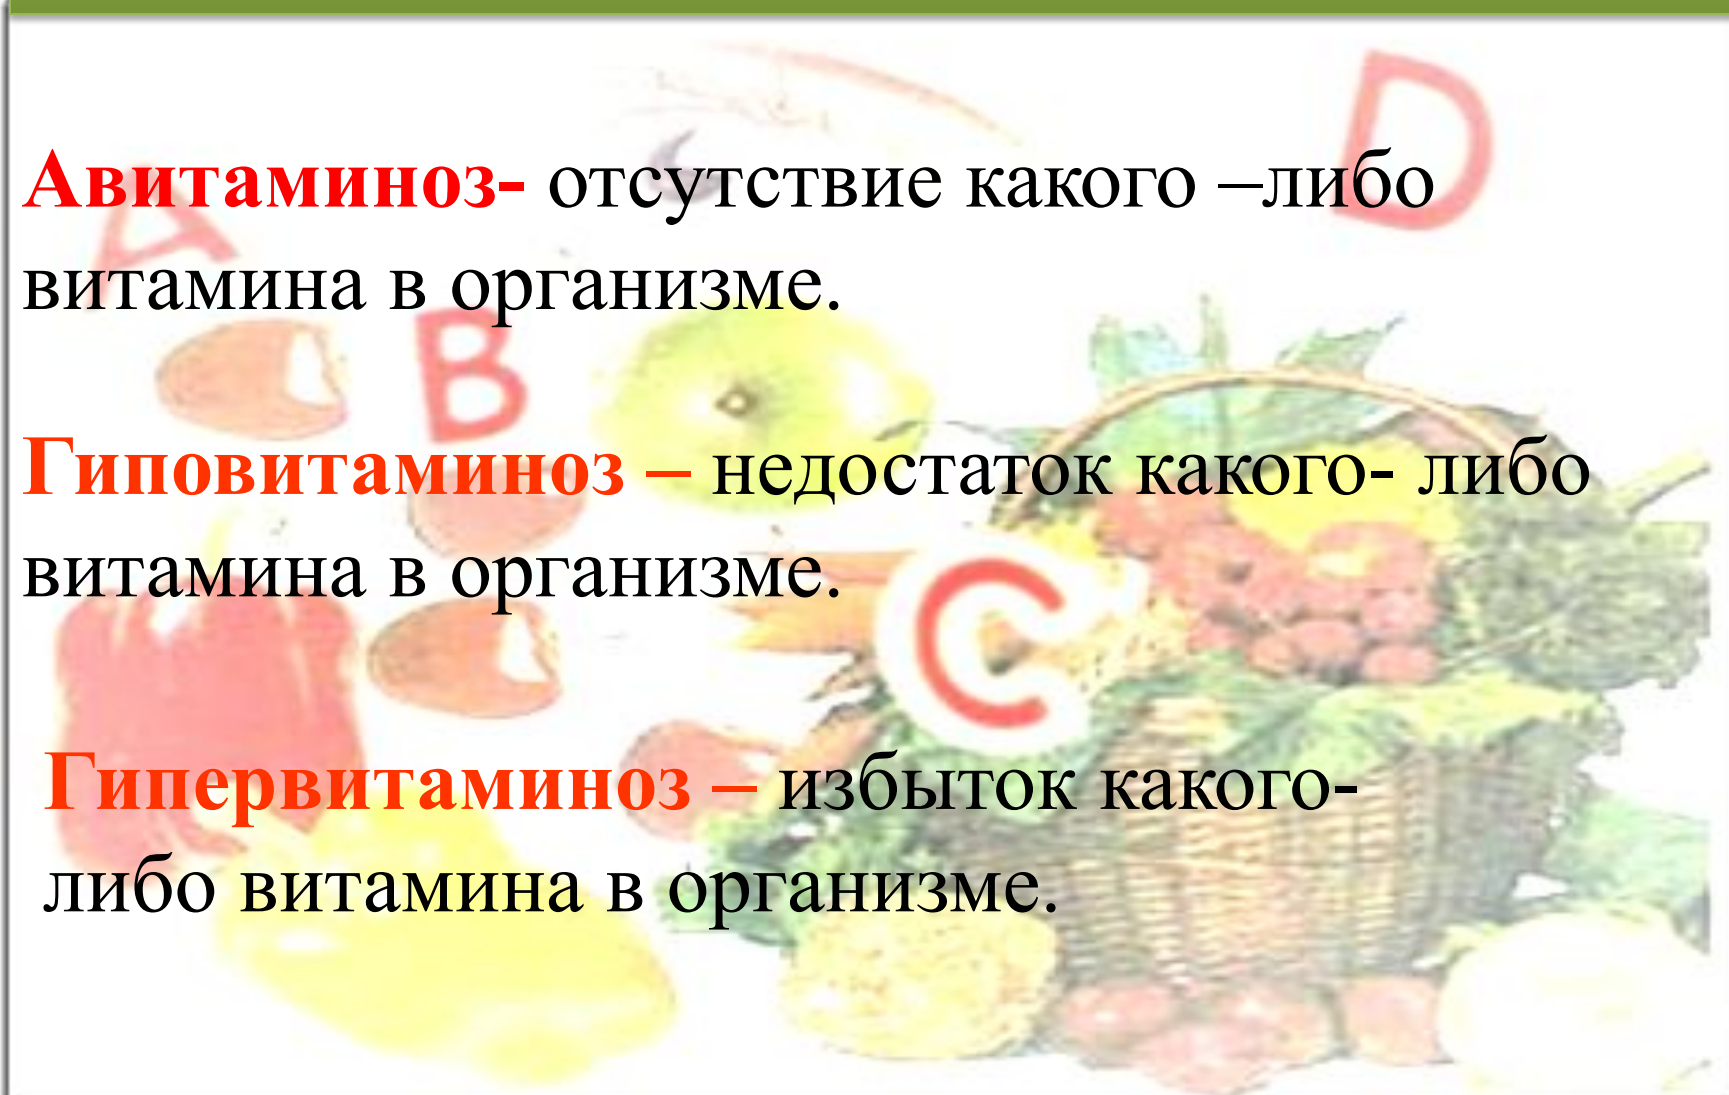 Авитаминоз- отсутствие какого –либо
витамина в организме.
Гиповитаминоз – недостаток какого- либо
витамина в организме.
Гипервитаминоз – избыток какого-
либо витамина в организме.
A
B
C
D